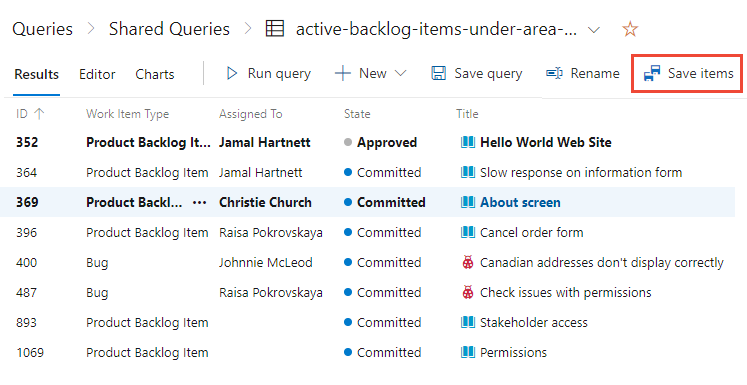 Queries > Shared Queries > active-backlog-items-under-area-...
Results Editor Charts Run query New Save query Rename Save items
ID Work Item Type Assigned To State Title
352 Product Backlog It... Jamal Hartnett Approved Hello World Web Site
364 Product Backlog Item Jamal Hartnett Committed Slow response on information form
369 Product Backl... ··· Christie Church Committed About screen
396 Product Backlog Item Raisa Pokrovskaya Committed Cancel order form
400 Bug Johnnie McLeod Committed Canadian addresses don't display correctly
487 Bug Raisa Pokrovskaya Committed Check issues with permissions
893 Product Backlog Item Committed Stakeholder access
1069 Product Backlog Item Committed Permissions